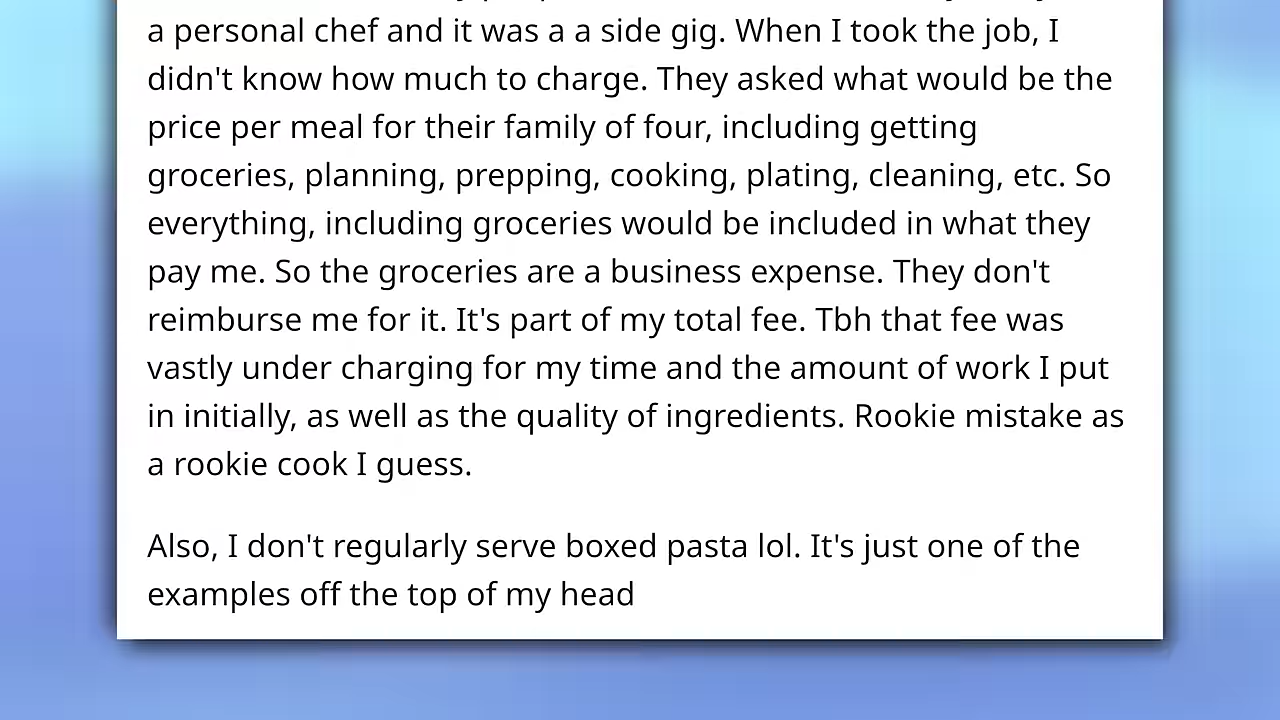 a personal chef and it was a a side gig. When I took the job, I
didn't know how much to charge. They asked what would be the
price per meal for their family of four, including getting
groceries, planning, prepping, cooking, plating, cleaning, etc. So
everything, including groceries would be included in what they
pay me. So the groceries are a business expense. They don't
reimburse me for it. It's part of my total fee. Tbh that fee was
vastly under charging for my time and the amount of work I put
in initially, as well as the quality of ingredients. Rookie mistake as
a rookie cook I guess.
Also, I don't regularly serve boxed pasta lol. It's just one of the
examples off the top of my head